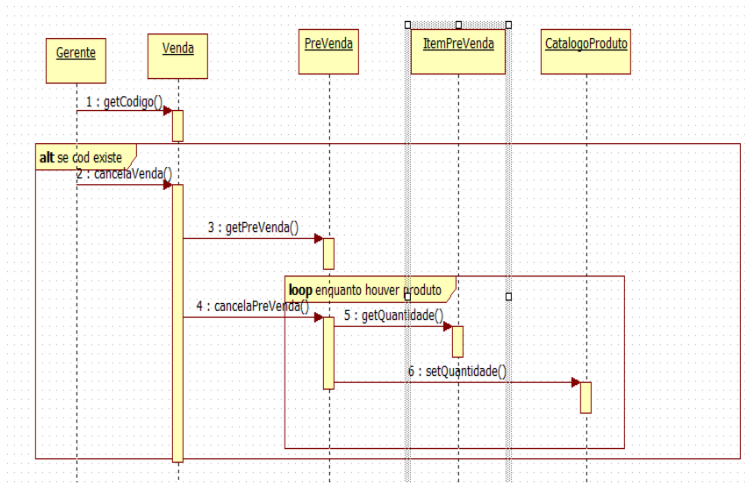 Gerente
Venda
PreVenda
ItemPreVenda
CatalogoProduto
1 : getCodigo()
alt se cod existe
2 : cancelaVenda()
3 : getPreVenda()
loop enquanto houver produto
4 : cancelaPreVenda()
5 : getQuantidade()
6 : setQuantidade()